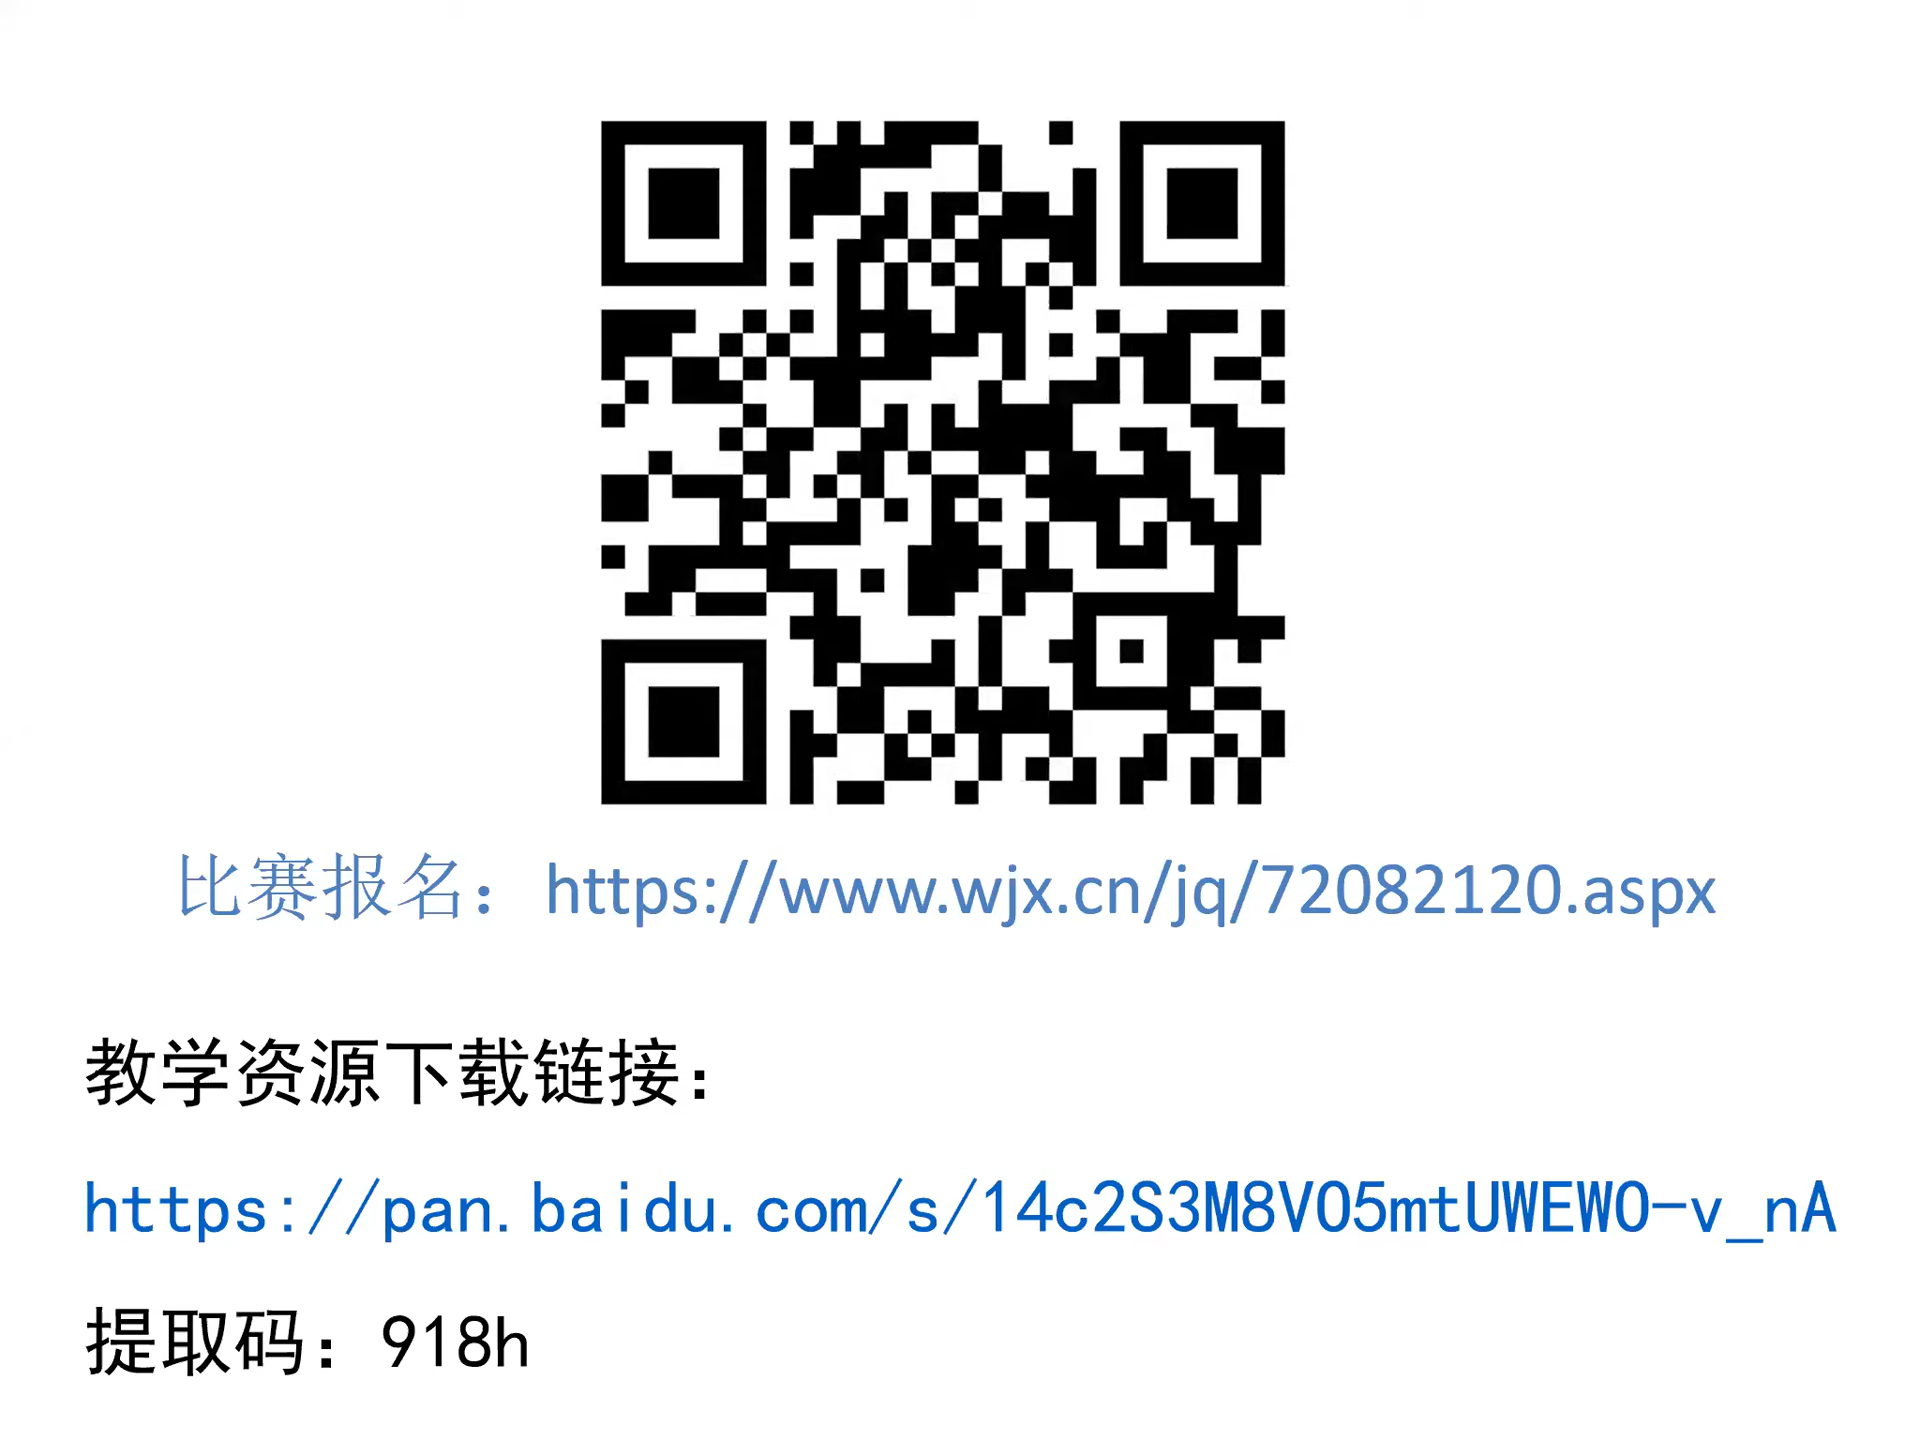 比赛报名：https://www.wjx.cn/jq/72082120.aspx
教学资源下载链接：
https://pan.baidu.com/s/14c2S3M8VO5mtUWEWO-v_nA
提取码：918h